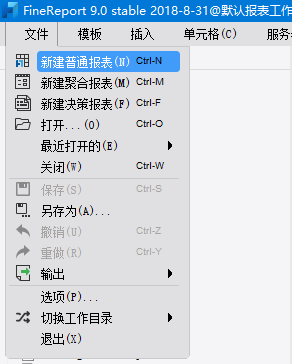 FineReport 9.0 stable 2018-8-31@默认报表工作
文件 模板 插入 单元格(C) 服务
新建普通报表(N) Ctrl-N
新建聚合报表(M) Ctrl-M
新建决策报表(F) Ctrl-F
打开...(O) Ctrl-O
最近打开的(E)
关闭(W) Ctrl-W
保存(S) Ctrl-S
另存为(A)...
撤销(U) Ctrl-Z
重做(R) Ctrl-Y
输出
选项(P)...
切换工作目录
退出(X)